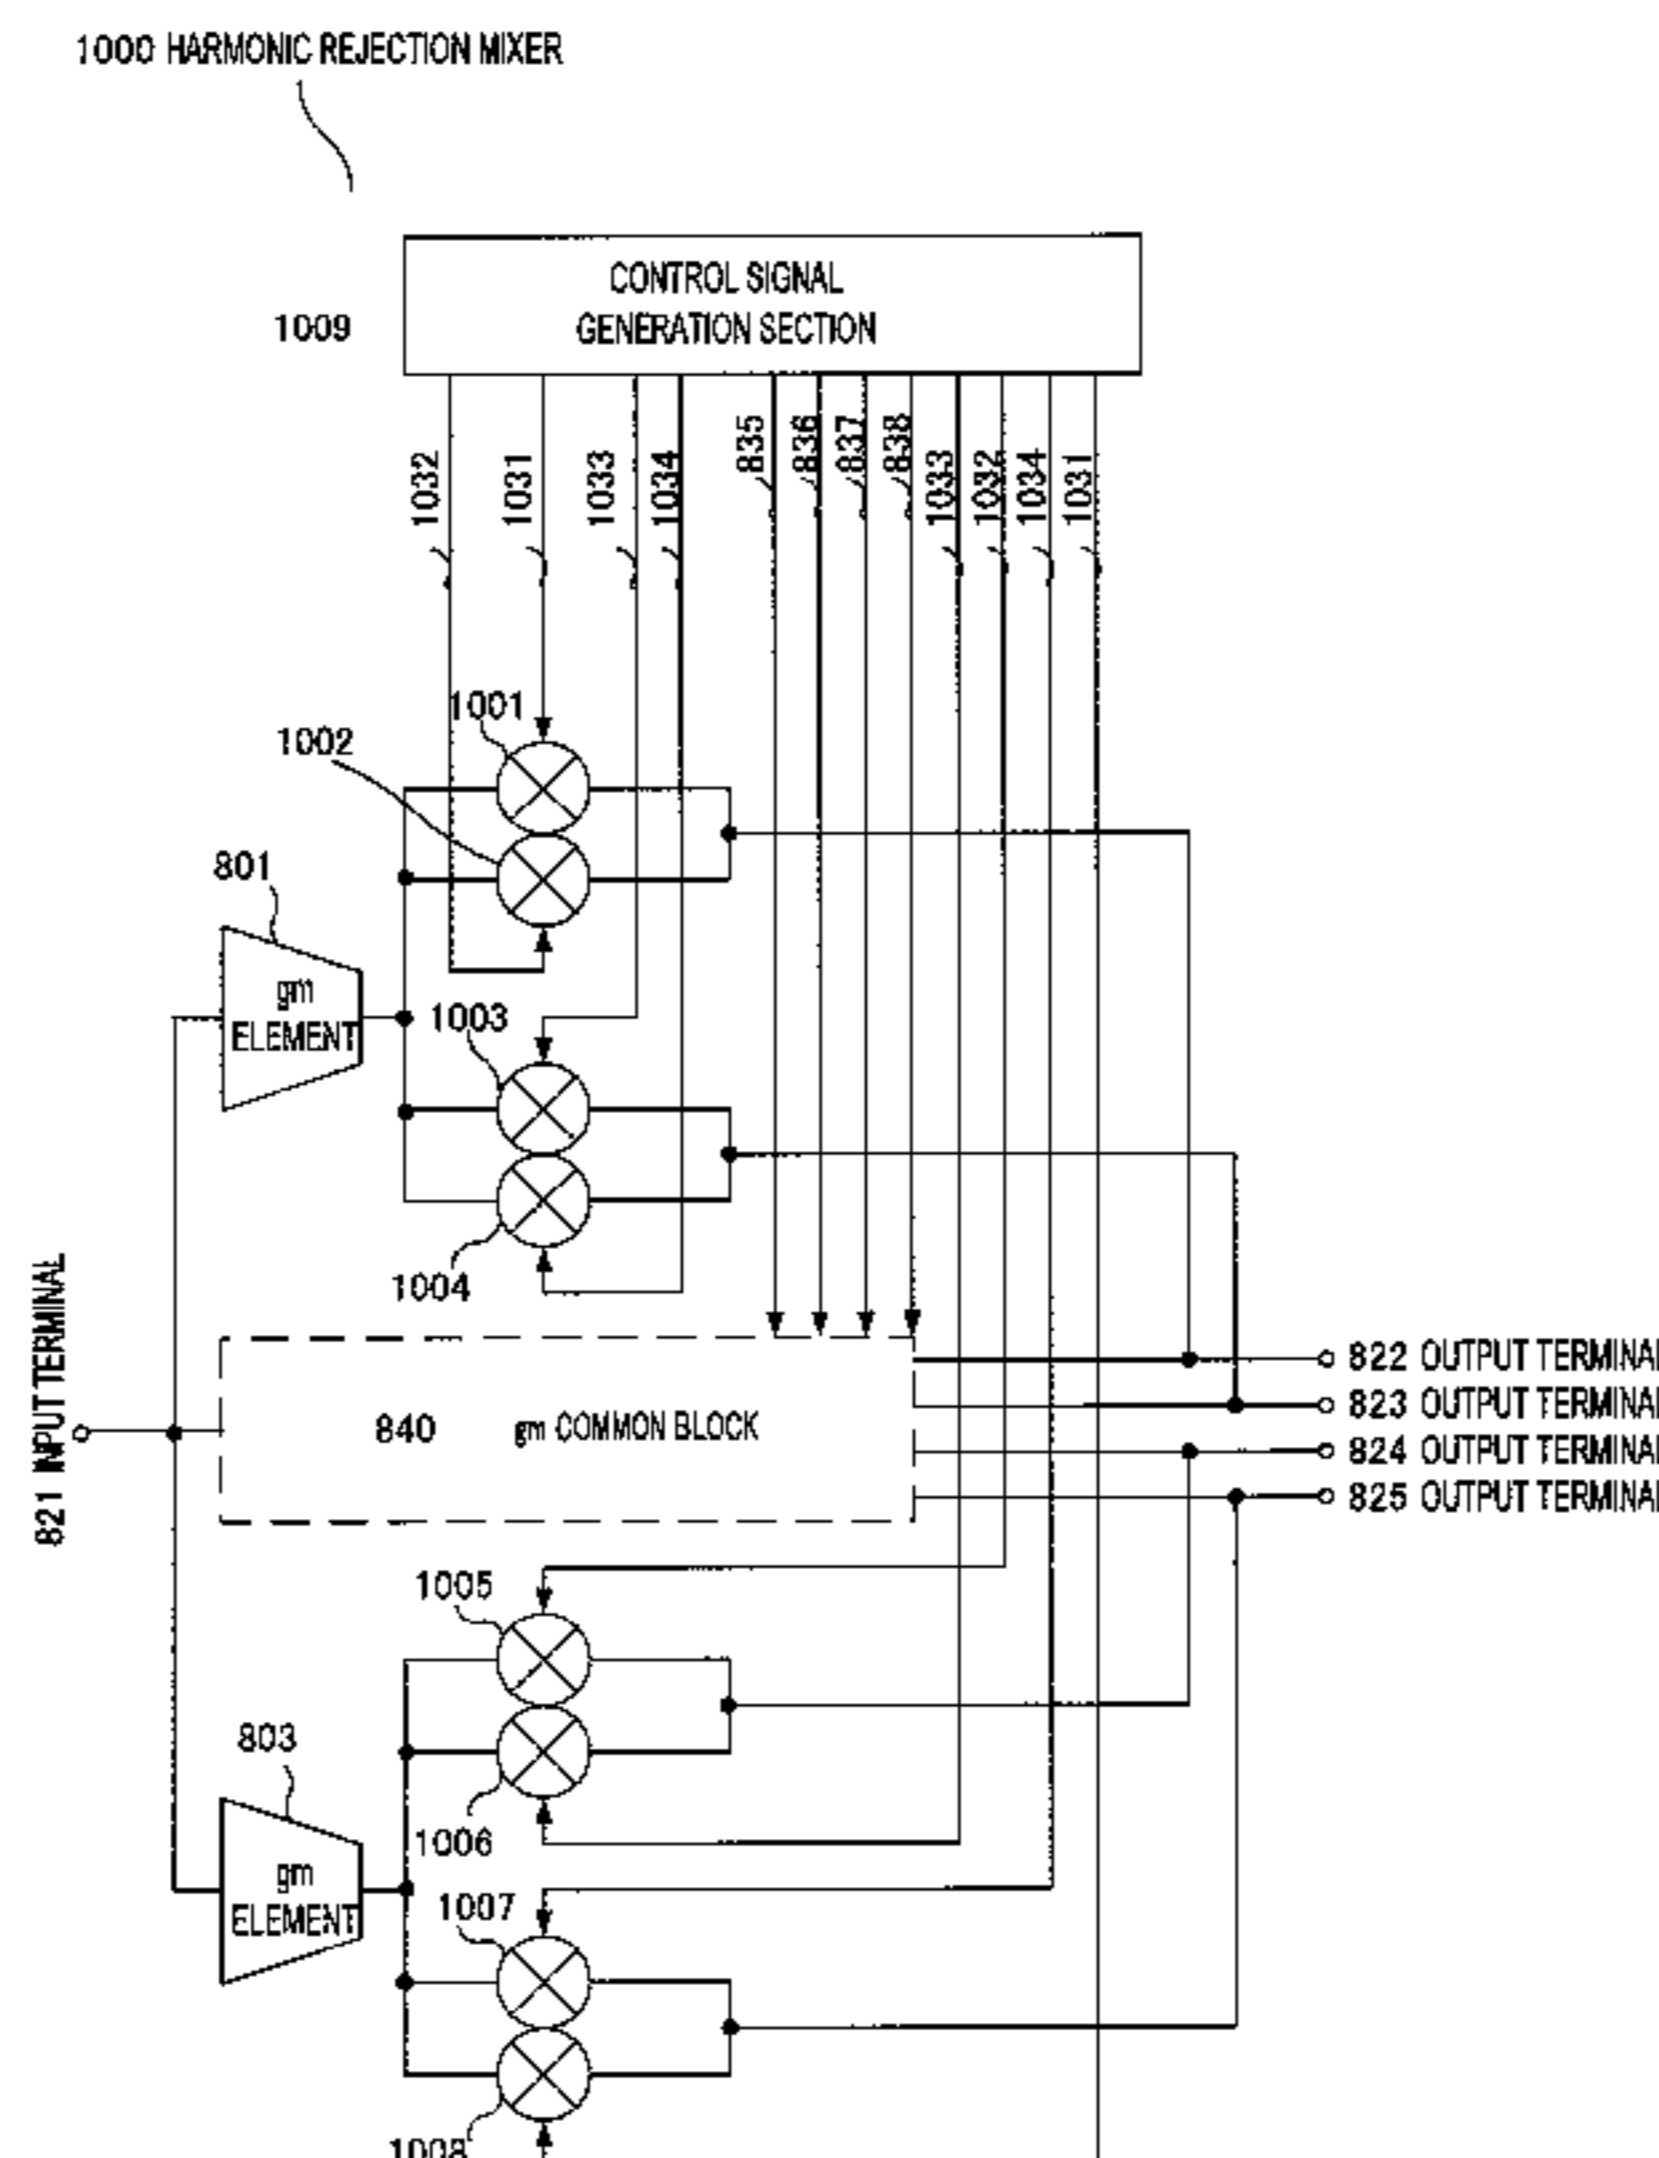 1000 HARMONIC REJECTION MIXER
CONTROL SIGNAL
GENERATION SECTION
1009
1032
1031
1033
1034
835
836
837
838
1033
1032
1034
1031
1001
1002
801
gm
ELEMENT
1003
1004
821 INPUT TERMINAL
840 gm COMMON BLOCK
822 OUTPUT TERMINAL
823 OUTPUT TERMINAL
824 OUTPUT TERMINAL
825 OUTPUT TERMINAL
1005
803
1006
gm
ELEMENT
1007
1008